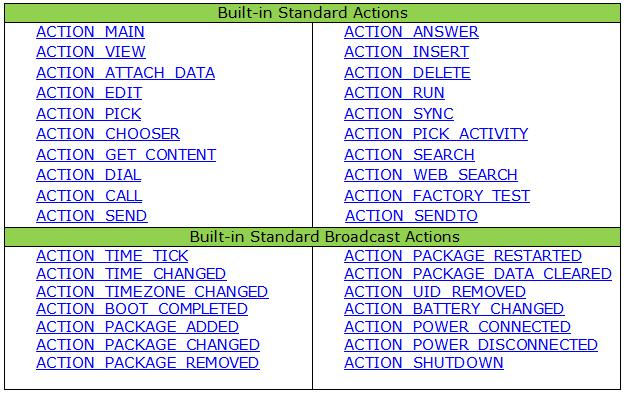 Built-in Standard Actions
ACTION_MAIN
ACTION_VIEW
ACTION_ATTACH_DATA
ACTION_EDIT
ACTION_PICK
ACTION_CHOOSER
ACTION_GET_CONTENT
ACTION_DIAL
ACTION_CALL
ACTION_SEND
ACTION_ANSWER
ACTION_INSERT
ACTION_DELETE
ACTION_RUN
ACTION_SYNC
ACTION_PICK_ACTIVITY
ACTION_SEARCH
ACTION_WEB_SEARCH
ACTION_FACTORY_TEST
ACTION_SENDTO
Built-in Standard Broadcast Actions
ACTION_TIME_TICK
ACTION_TIME_CHANGED
ACTION_TIMEZONE_CHANGED
ACTION_BOOT_COMPLETED
ACTION_PACKAGE_ADDED
ACTION_PACKAGE_CHANGED
ACTION_PACKAGE_REMOVED
ACTION_PACKAGE_RESTARTED
ACTION_PACKAGE_DATA_CLEARED
ACTION_UID_REMOVED
ACTION_BATTERY_CHANGED
ACTION_POWER_CONNECTED
ACTION_POWER_DISCONNECTED
ACTION_SHUTDOWN